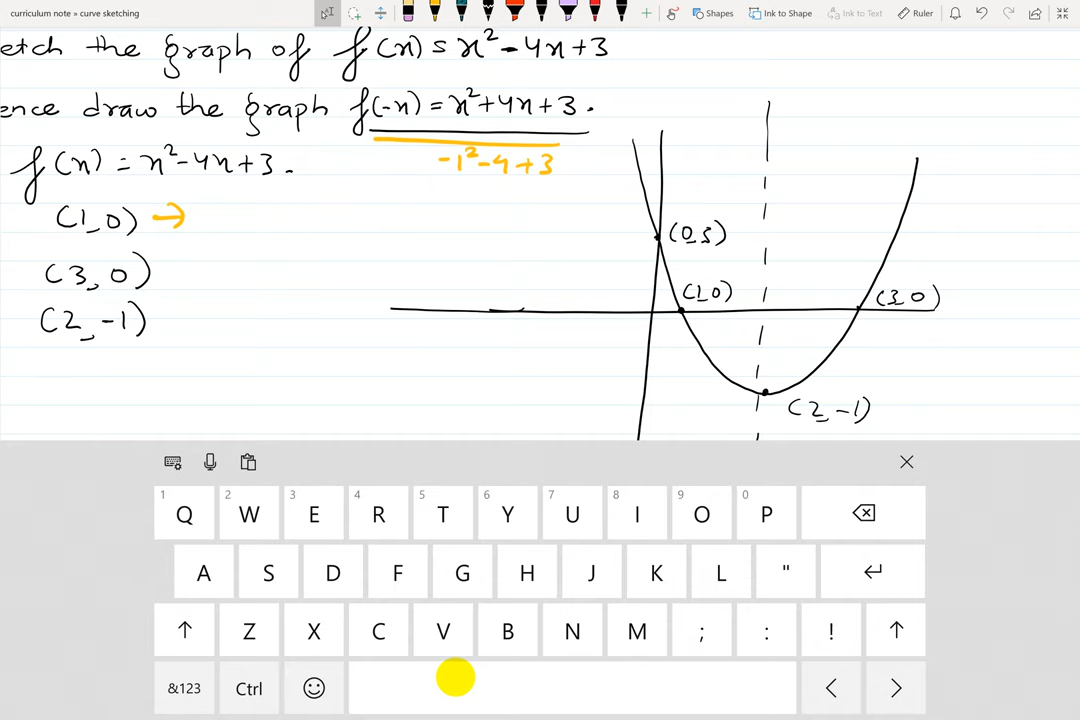 curriculum note » curve sketching
Shapes Ink to Shape Ink to Text Ruler
etch the graph of f(x) = x² - 4x + 3
ence draw the graph f(-x) = x² + 4x + 3.
f(x) = x² - 4x + 3. -1² - 4 + 3
(1, 0) →
(0, 3)
(3, 0)
(1, 0) (3, 0)
(2, -1)
(2, -1)
1 2 3 4 5 6 7 8 9 0
Q W E R T Y U I O P
A S D F G H J K L "
Z X C V B N M ; : !
&123 Ctrl